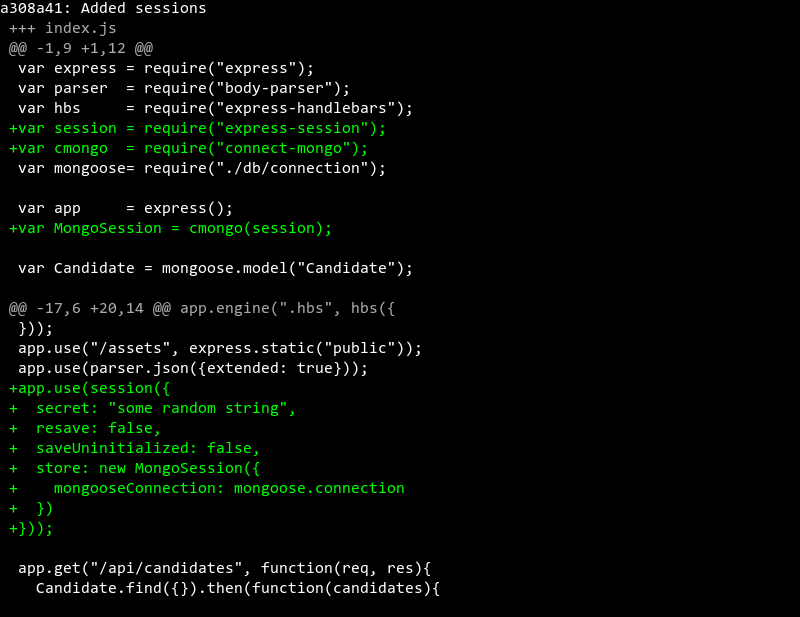 a308a41: Added sessions
+++ index.js
@@ -1,9 +1,12 @@
var express = require("express");
var parser  = require("body-parser");
var hbs     = require("express-handlebars");
+var session = require("express-session");
+var cmongo  = require("connect-mongo");
var mongoose= require("./db/connection");
var app     = express();
+var MongoSession = cmongo(session);
var Candidate = mongoose.model("Candidate");
@@ -17,6 +20,14 @@ app.engine(".hbs", hbs({
}));
app.use("/assets", express.static("public"));
app.use(parser.json({extended: true}));
+app.use(session({
+  secret: "some random string",
+  resave: false,
+  saveUninitialized: false,
+  store: new MongoSession({
+    mongooseConnection: mongoose.connection
+  })
+}));
app.get("/api/candidates", function(req, res){
  Candidate.find({}).then(function(candidates){